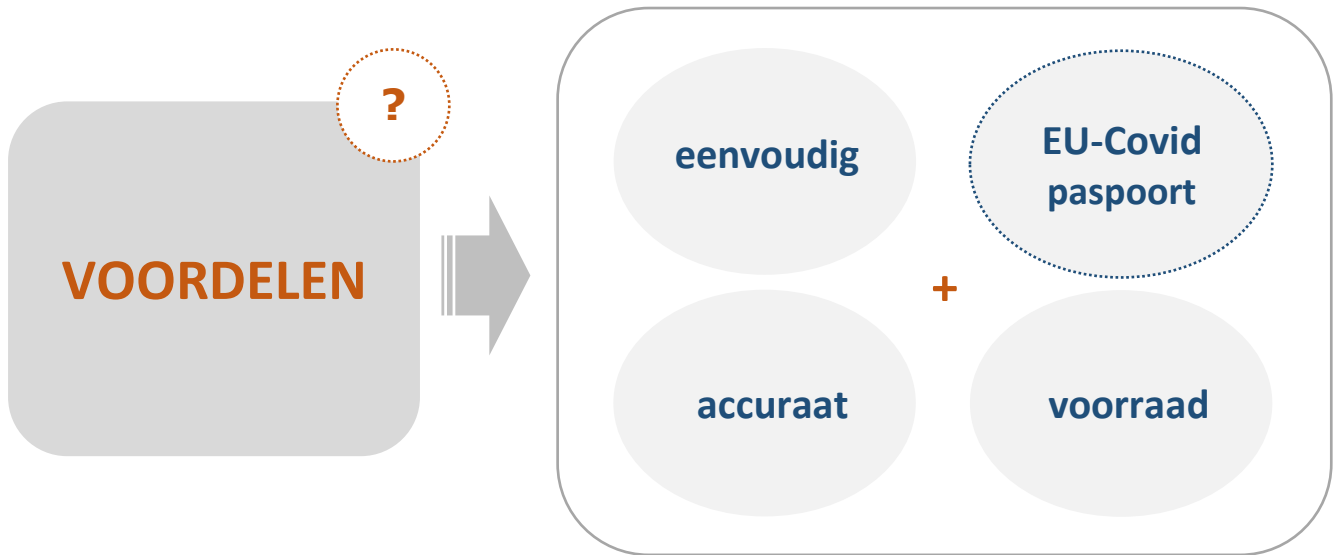 ?
VOORDELEN
eenvoudig
EU-Covid
paspoort
+
accuraat
voorraad